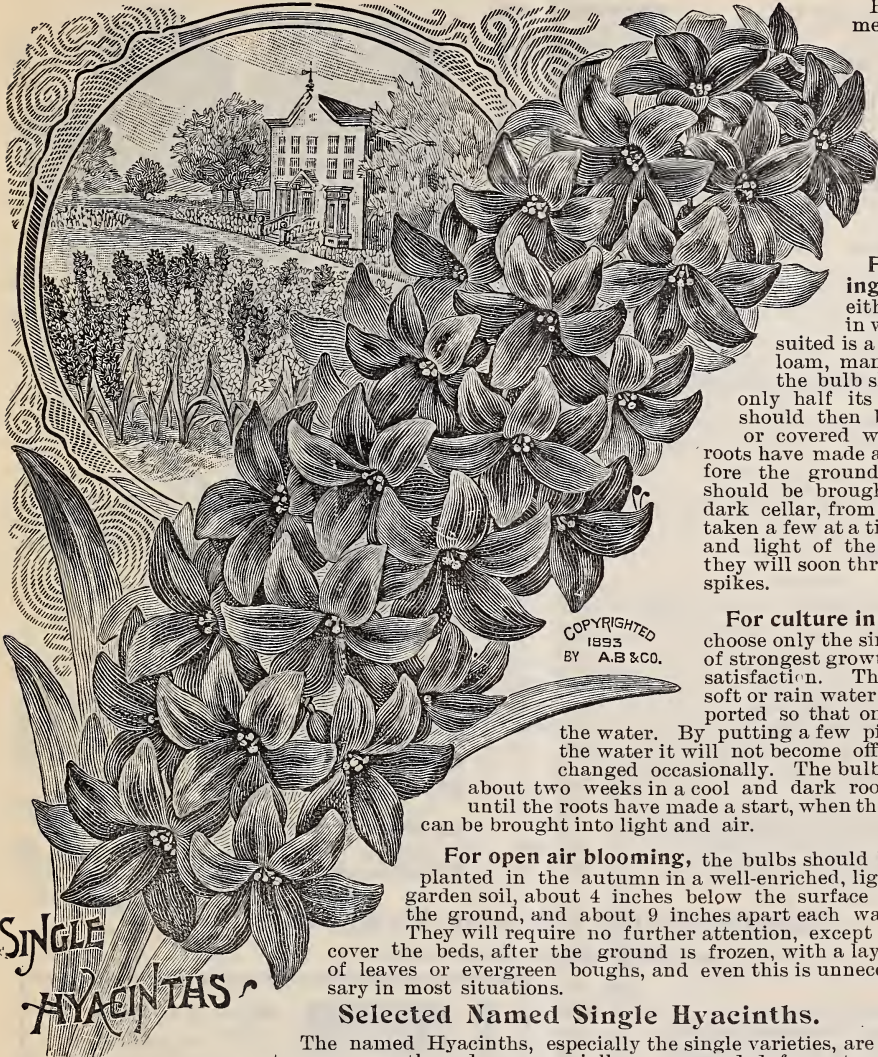 me
ing
eith
in w
suited is a
loam, man
the bulb s
only half its
should then b
or covered w
roots have made a
fore the ground
should be brough
dark cellar, from
taken a few at a ti
and light of the
they will soon thr
spikes.
COPYRIGHTED
1893
BY A.B & CO.
For culture in
choose only the sin
of strongest growt
satisfaction. Th
soft or rain water
ported so that on
the water. By putting a few pi
the water it will not become off
changed occasionally. The bulb
about two weeks in a cool and dark roo
until the roots have made a start, when th
can be brought into light and air.
For open air blooming, the bulbs should
planted in the autumn in a well-enriched, lig
garden soil, about 4 inches below the surface
the ground, and about 9 inches apart each wa
They will require no further attention, except
cover the beds, after the ground is frozen, with a lay
of leaves or evergreen boughs, and even this is unnece
sary in most situations.
SINGLE
HYACINTHS
Selected Named Single Hyacinths.
The named Hyacinths, especially the single varieties, are